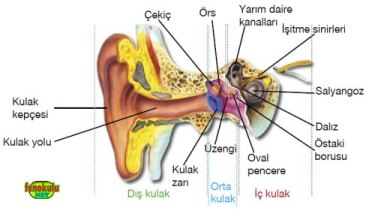 Çekiç
Örs
Yarım daire
kanalları
İşitme sinirleri
Kulak
kepçesi
Salyangoz
Kulak yolu
Dalız
Östaki
borusu
Kulak
zarı
Üzengi
Oval
pencere
fenokulu
NET
Dış kulak
Orta
kulak
İç kulak